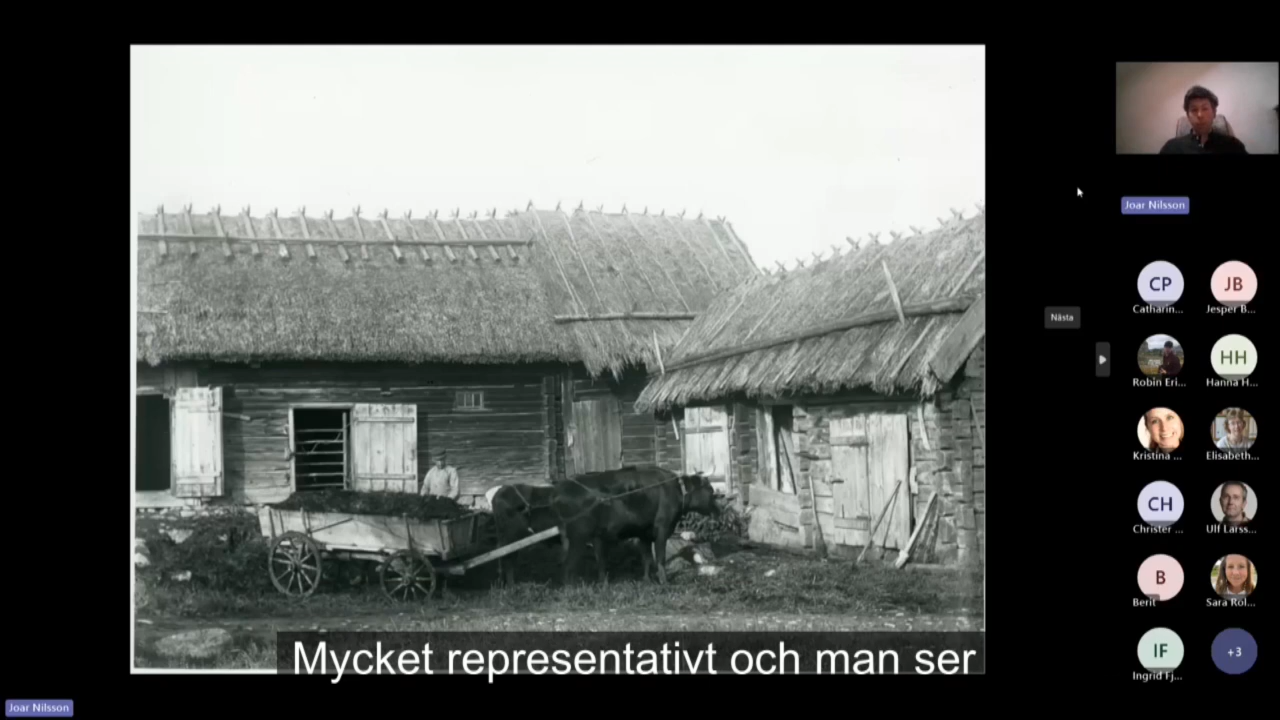 Joar Nilsson
CP
JB
Catharin...
Jesper B...
Nästa
HH
Robin Eri...
Hanna H...
Kristina ...
Elisabeth...
CH
Christer ...
Ulf Larss...
B
Berit
Sara Rol...
IF
+3
Ingrid Fj...
Mycket representativt och man ser
Joar Nilsson